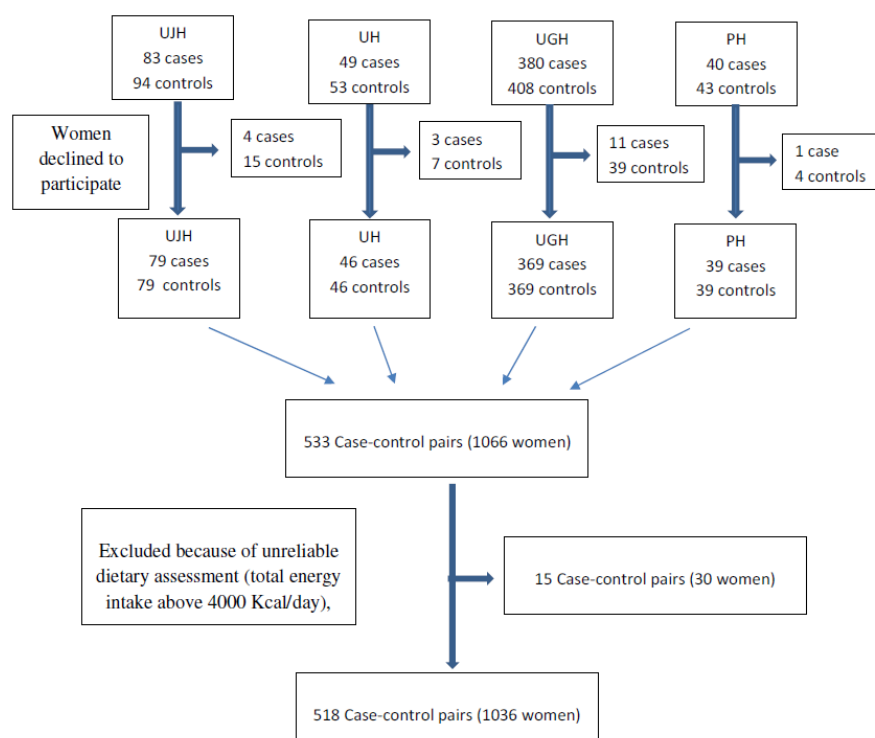 UJH
83 cases
94 controls
UH
49 cases
53 controls
UGH
380 cases
408 controls
PH
40 cases
43 controls
Women
declined to
participate
4 cases
15 controls
3 cases
7 controls
11 cases
39 controls
1 case
4 controls
UJH
79 cases
79 controls
UH
46 cases
46 controls
UGH
369 cases
369 controls
PH
39 cases
39 controls
533 Case-control pairs (1066 women)
Excluded because of unreliable
dietary assessment (total energy
intake above 4000 Kcal/day),
15 Case-control pairs (30 women)
518 Case-control pairs (1036 women)